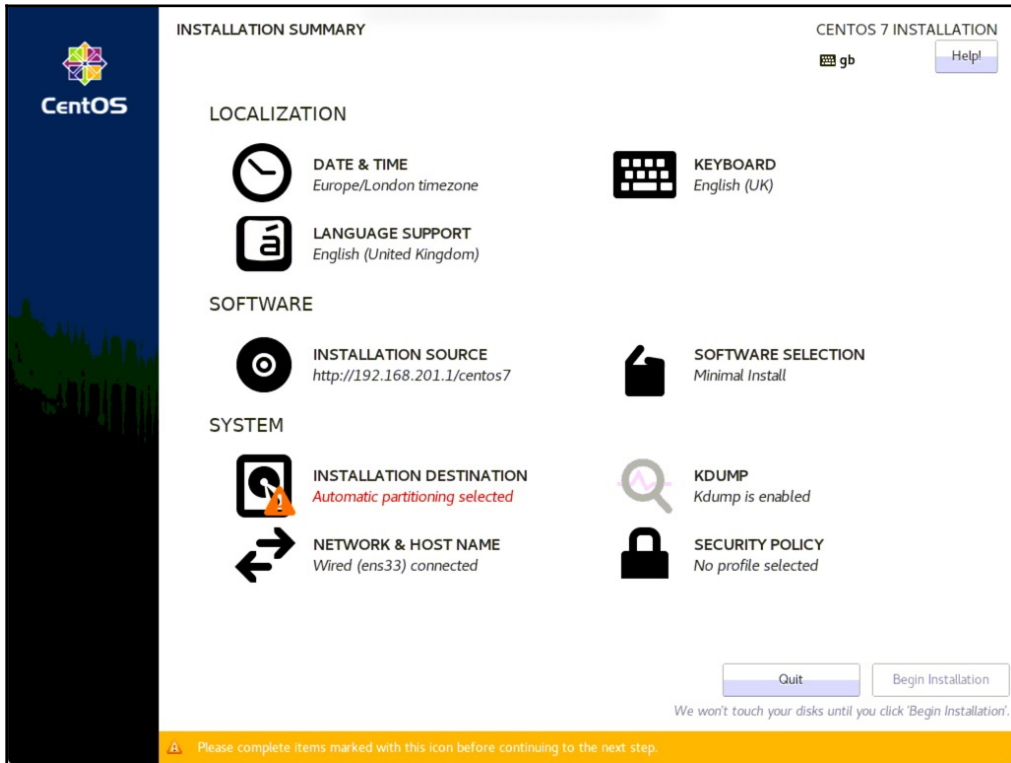 INSTALLATION SUMMARY
CENTOS 7 INSTALLATION
gb
Help!
CentOS
LOCALIZATION
DATE & TIME
Europe/London timezone
KEYBOARD
English (UK)
á
LANGUAGE SUPPORT
English (United Kingdom)
SOFTWARE
INSTALLATION SOURCE
http://192.168.201.1/centos7
SOFTWARE SELECTION
Minimal Install
SYSTEM
INSTALLATION DESTINATION
Automatic partitioning selected
KDUMP
Kdump is enabled
NETWORK & HOST NAME
Wired (ens33) connected
SECURITY POLICY
No profile selected
Quit
Begin Installation
We won't touch your disks until you click 'Begin Installation'.
Please complete items marked with this icon before continuing to the next step.